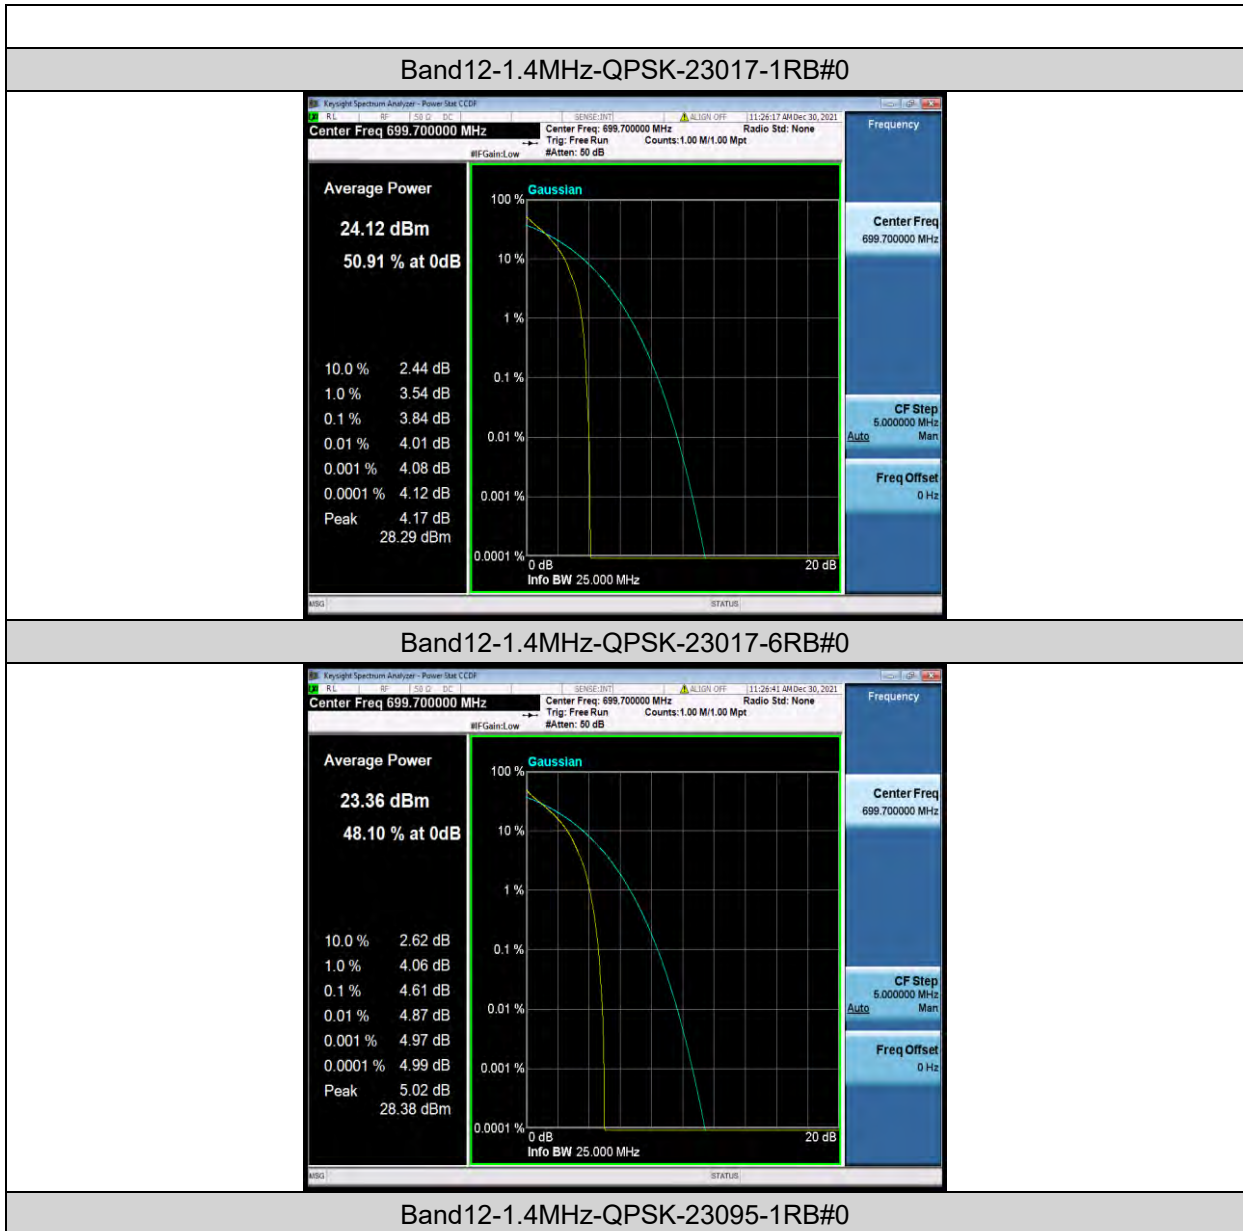 Band12-1.4MHz-QPSK-23017-1RB#0
Keysight Spectrum Analyzer - Power Stat CCDF
RL RF 50 Ω DC SENSE:INT ALIGN OFF 11:26:17 AM Dec 30, 2021
Center Freq 699.700000 MHz
Center Freq: 699.700000 MHz Radio Std: None
Trig: Free Run Counts:1.00 M/1.00 Mpt
#IFGain:Low #Atten: 50 dB
Frequency
Average Power
24.12 dBm
50.91 % at 0dB
10.0 % 2.44 dB
1.0 % 3.54 dB
0.1 % 3.84 dB
0.01 % 4.01 dB
0.001 % 4.08 dB
0.0001 % 4.12 dB
Peak 4.17 dB
28.29 dBm
Gaussian
100 %
10 %
1 %
0.1 %
0.01 %
0.001 %
0.0001 %
0 dB 20 dB
Info BW 25.000 MHz
Center Freq
699.700000 MHz
CF Step
5.000000 MHz
Auto Man
Freq Offset
0 Hz
MSG STATUS
Band12-1.4MHz-QPSK-23017-6RB#0
Keysight Spectrum Analyzer - Power Stat CCDF
RL RF 50 Ω DC SENSE:INT ALIGN OFF 11:26:41 AM Dec 30, 2021
Center Freq 699.700000 MHz
Center Freq: 699.700000 MHz Radio Std: None
Trig: Free Run Counts:1.00 M/1.00 Mpt
#IFGain:Low #Atten: 50 dB
Frequency
Average Power
23.36 dBm
48.10 % at 0dB
10.0 % 2.62 dB
1.0 % 4.06 dB
0.1 % 4.61 dB
0.01 % 4.87 dB
0.001 % 4.97 dB
0.0001 % 4.99 dB
Peak 5.02 dB
28.38 dBm
Gaussian
100 %
10 %
1 %
0.1 %
0.01 %
0.001 %
0.0001 %
0 dB 20 dB
Info BW 25.000 MHz
Center Freq
699.700000 MHz
CF Step
5.000000 MHz
Auto Man
Freq Offset
0 Hz
MSG STATUS
Band12-1.4MHz-QPSK-23095-1RB#0